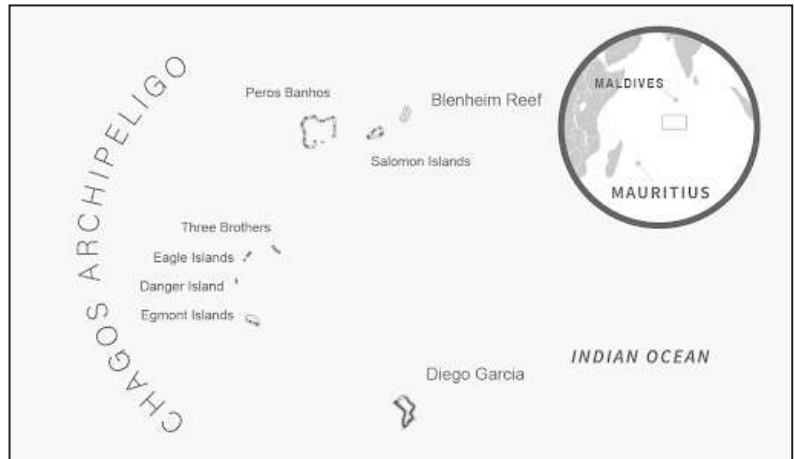 CHAGOS ARCHIPELIGO
Peros Banhos
Blenheim Reef
Salomon Islands
MALDIVES
MAURITIUS
Three Brothers
Eagle Islands
Danger Island
Egmont Islands
INDIAN OCEAN
Diego Garcia